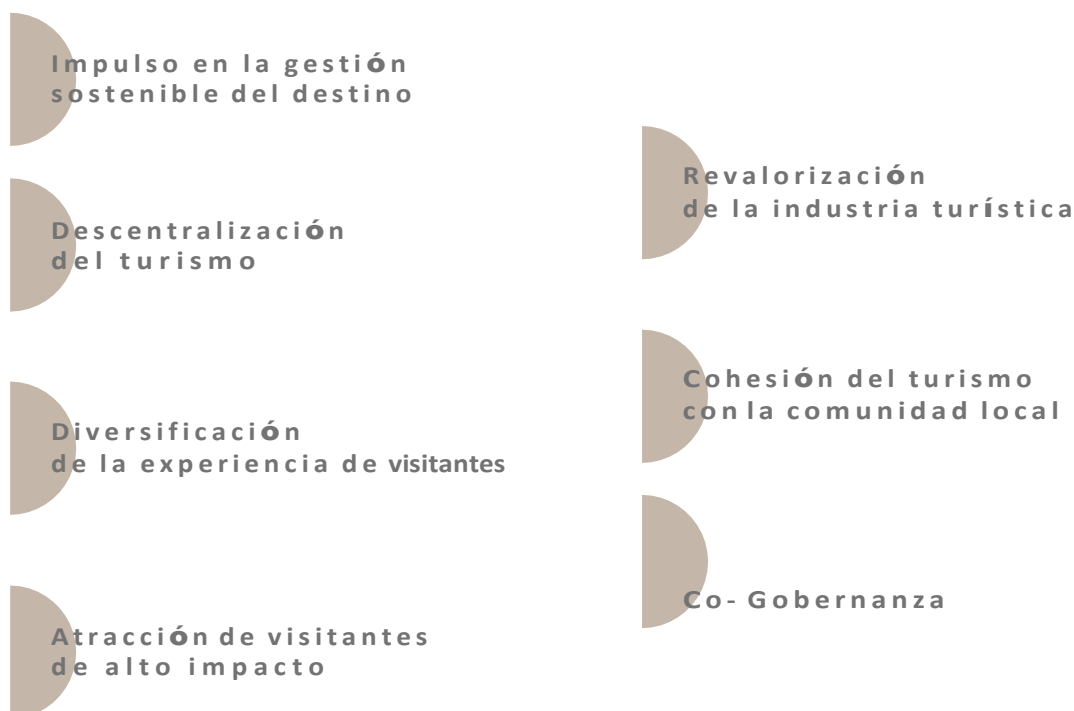 Impulso en la gestión
sostenible del destino
Descentralización
del turismo
Diversificación
de la experiencia de visitantes
Atracción de visitantes
de alto impacto
Revalorización
de la industria turística
Cohesión del turismo
con la comunidad local
Co- Gobernanza